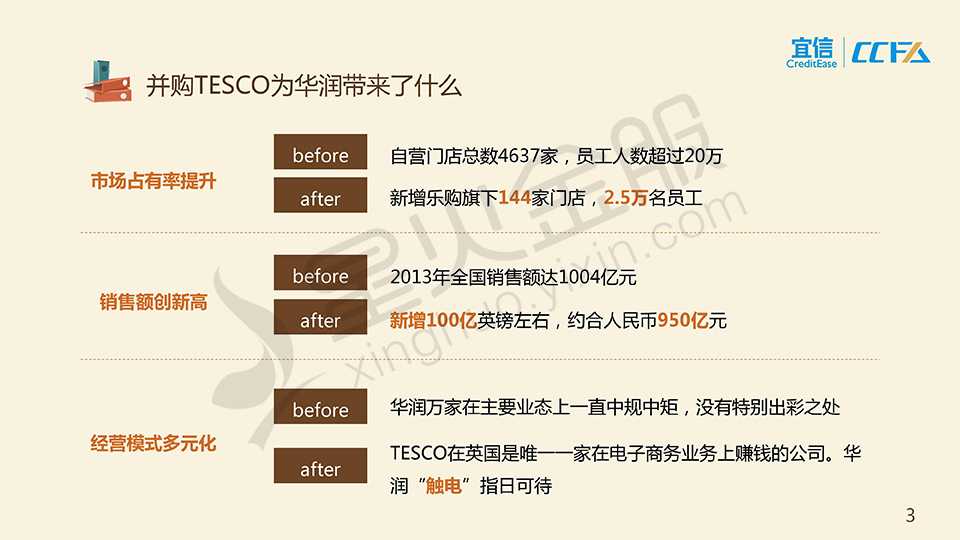 宜信
CreditEase
CCFA
并购TESCO为华润带来了什么
市场占有率提升
before
自营门店总数4637家，员工人数超过20万
after
新增乐购旗下144家门店，2.5万名员工
销售额创新高
before
2013年全国销售额达1004亿元
after
新增100亿英镑左右，约合人民币950亿元
经营模式多元化
before
华润万家在主要业态上一直中规中矩，没有特别出彩之处
after
TESCO在英国是唯一一家在电子商务业务上赚钱的公司。华
润“触电”指日可待
星火金服
xinghuo.yixin.com
3